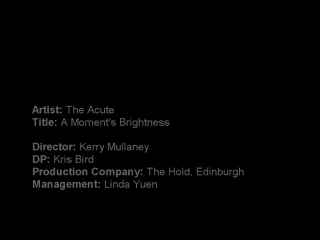 Artist: The Acute
Title: A Moment's Brightness
Director: Kerry Mullaney
DP: Kris Bird
Production Company: The Hold, Edinburgh
Management: Linda Yuen